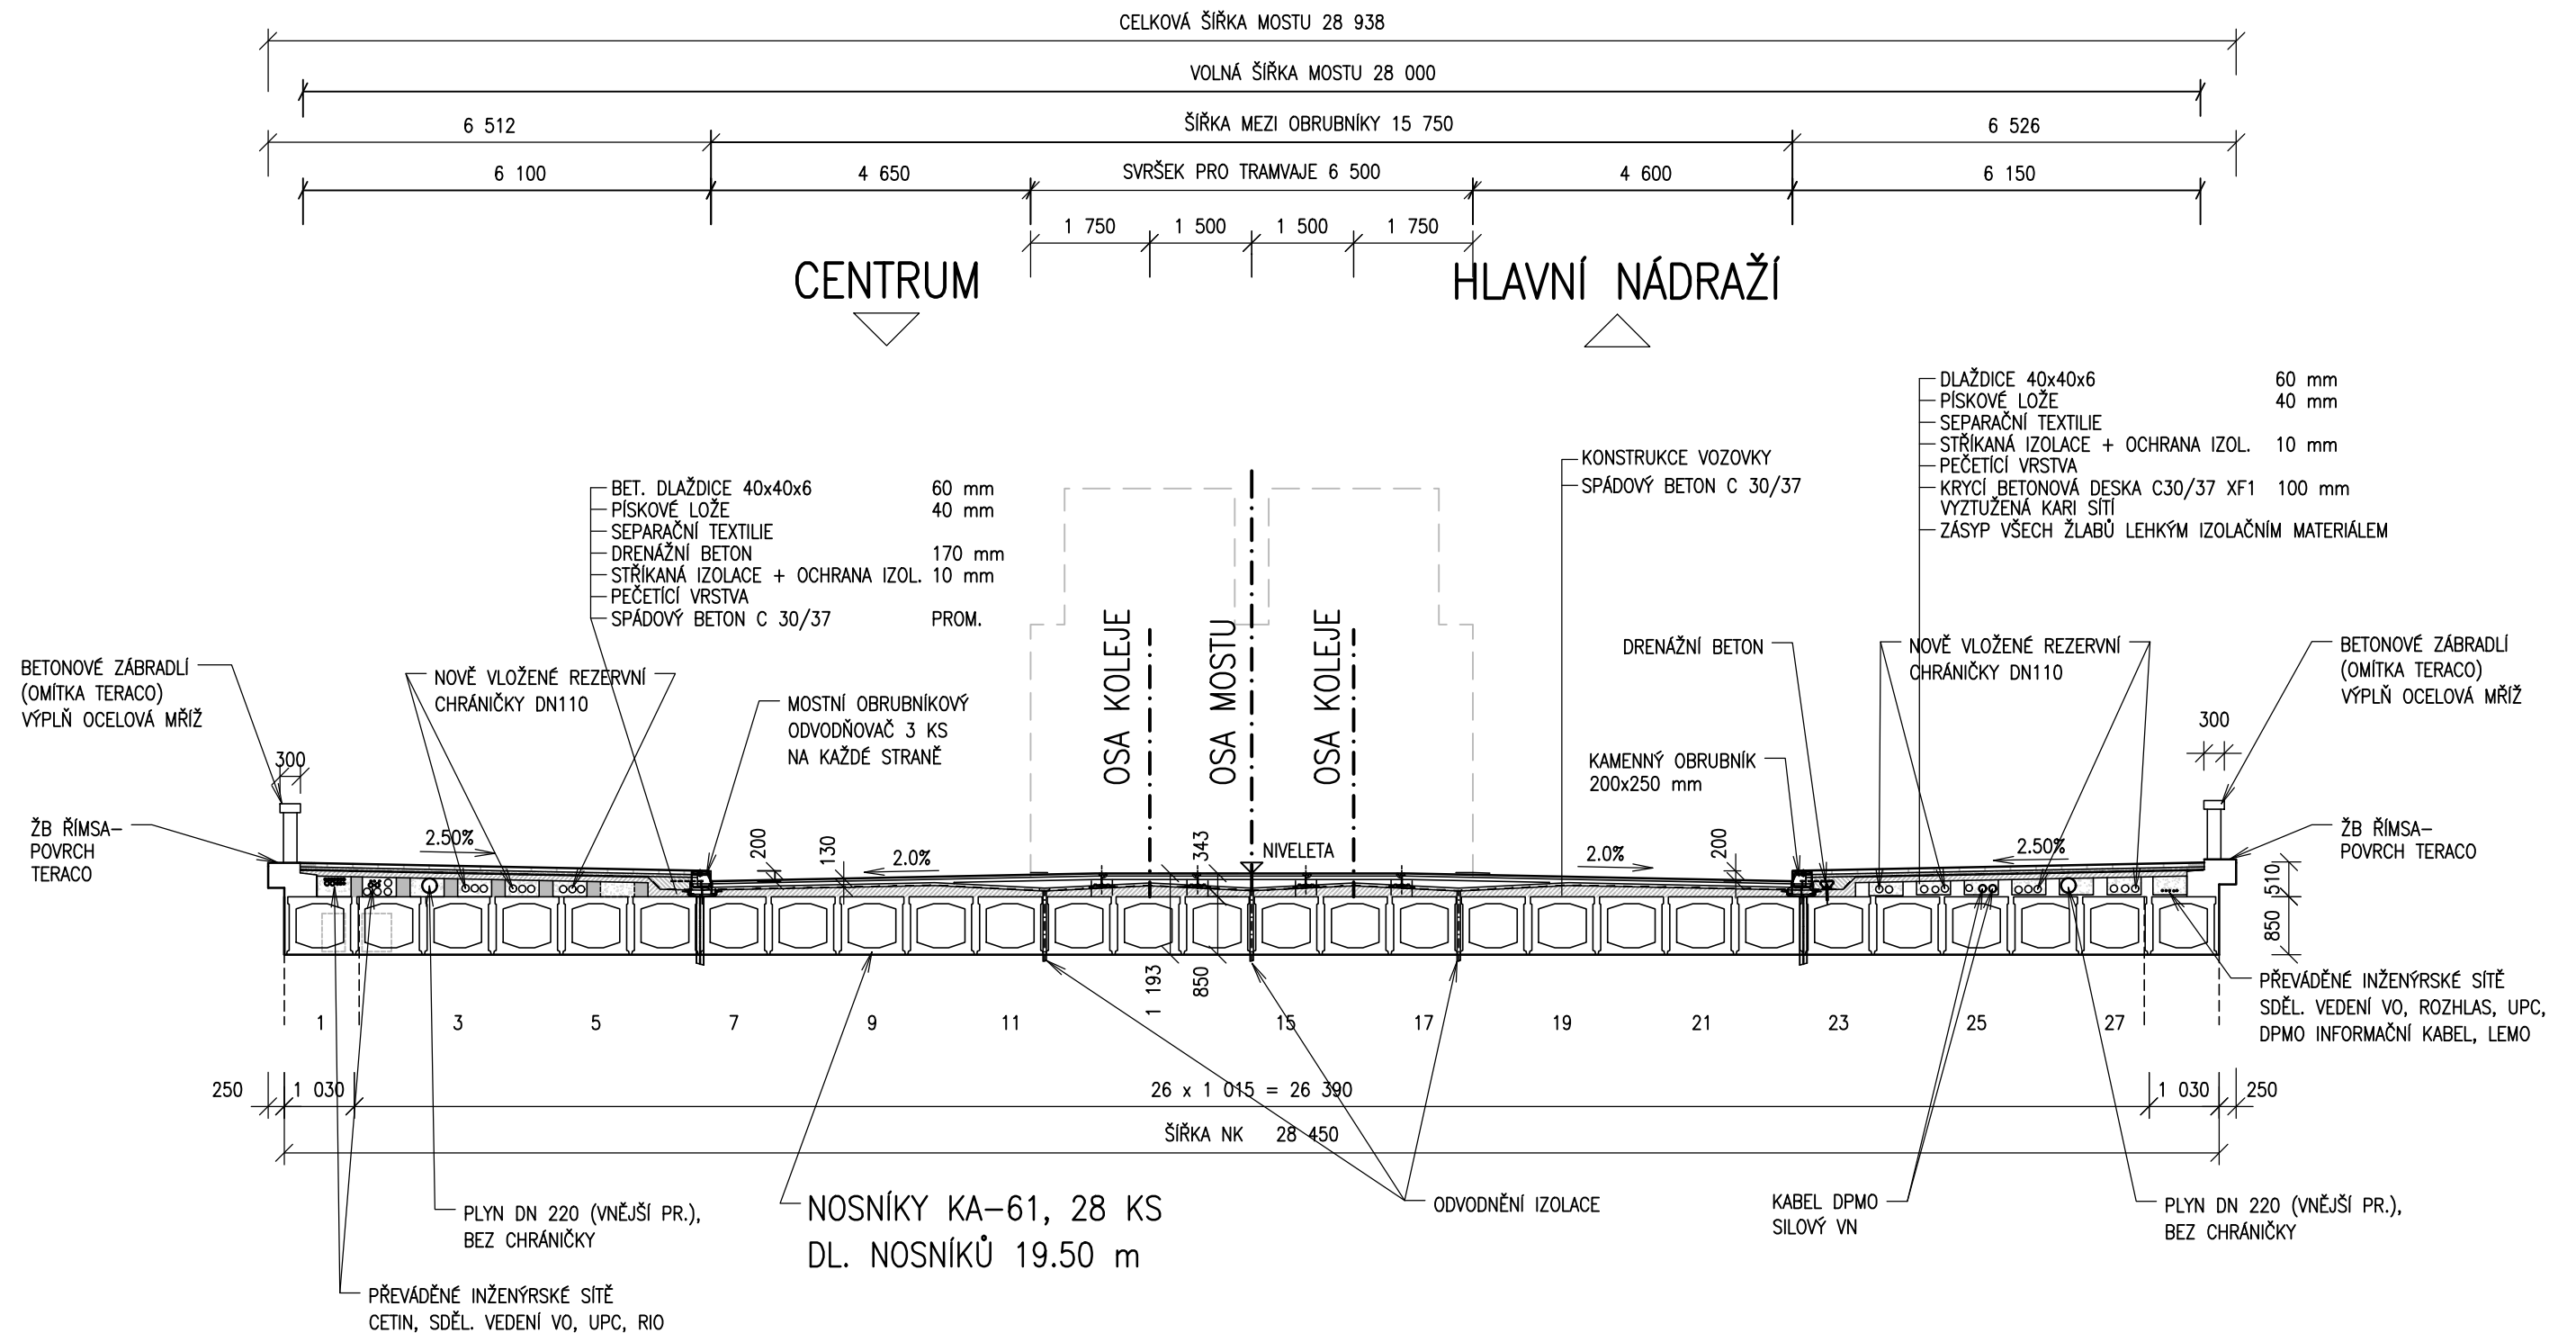 CELKOVÁ ŠÍŘKA MOSTU 28 938
VOLNÁ ŠÍŘKA MOSTU 28 000
6 512
ŠÍŘKA MEZI OBRUBNÍKY 15 750
6 526
6 100
4 650
SVRŠEK PRO TRAMVAJE 6 500
4 600
6 150
1 750
1 500
1 500
1 750
CENTRUM
HLAVNÍ NÁDRAŽÍ
DLAŽDICE 40x40x6 60 mm
PÍSKOVÉ LOŽE 40 mm
SEPARAČNÍ TEXTILIE
STŘÍKANÁ IZOLACE + OCHRANA IZOL. 10 mm
PEČETÍCÍ VRSTVA
KRYCÍ BETONOVÁ DESKA C30/37 XF1 100 mm
VYZTUŽENÁ KARI SÍTÍ
ZÁSYP VŠECH ŽLABŮ LEHKÝM IZOLAČNÍM MATERIÁLEM
KONSTRUKCE VOZOVKY
SPÁDOVÝ BETON C 30/37
BET. DLAŽDICE 40x40x6 60 mm
PÍSKOVÉ LOŽE 40 mm
SEPARAČNÍ TEXTILIE
DRENÁŽNÍ BETON 170 mm
STŘÍKANÁ IZOLACE + OCHRANA IZOL. 10 mm
PEČETÍCÍ VRSTVA
SPÁDOVÝ BETON C 30/37 PROM.
BETONOVÉ ZÁBRADLÍ
(OMÍTKA TERACO)
VÝPLŇ OCELOVÁ MŘÍŽ
NOVĚ VLOŽENÉ REZERVNÍ
CHRÁNIČKY DN110
MOSTNÍ OBRUBNÍKOVÝ
ODVODŇOVAČ 3 KS
NA KAŽDÉ STRANĚ
OSA KOLEJE
OSA MOSTU
OSA KOLEJE
DRENÁŽNÍ BETON
NOVĚ VLOŽENÉ REZERVNÍ
CHRÁNIČKY DN110
BETONOVÉ ZÁBRADLÍ
(OMÍTKA TERACO)
VÝPLŇ OCELOVÁ MŘÍŽ
KAMENNÝ OBRUBNÍK
200x250 mm
300
300
ŽB ŘÍMSA-
POVRCH
TERACO
2.50%
200
130
2.0%
343
NIVELETA
2.0%
200
2.50%
ŽB ŘÍMSA-
POVRCH TERACO
510
850
1 193
850
PŘEVÁDĚNÉ INŽENÝRSKÉ SÍTĚ
SDĚL. VEDENÍ VO, ROZHLAS, UPC,
DPMO INFORMAČNÍ KABEL, LEMO
1
3
5
7
9
11
15
17
19
21
23
25
27
250
1 030
26 x 1 015 = 26 390
1 030
250
ŠÍŘKA NK 28 450
NOSNÍKY KA-61, 28 KS
DL. NOSNÍKŮ 19.50 m
ODVODNĚNÍ IZOLACE
KABEL DPMO
SILOVÝ VN
PLYN DN 220 (VNĚJŠÍ PR.),
BEZ CHRÁNIČKY
PLYN DN 220 (VNĚJŠÍ PR.),
BEZ CHRÁNIČKY
PŘEVÁDĚNÉ INŽENÝRSKÉ SÍTĚ
CETIN, SDĚL. VEDENÍ VO, UPC, RIO